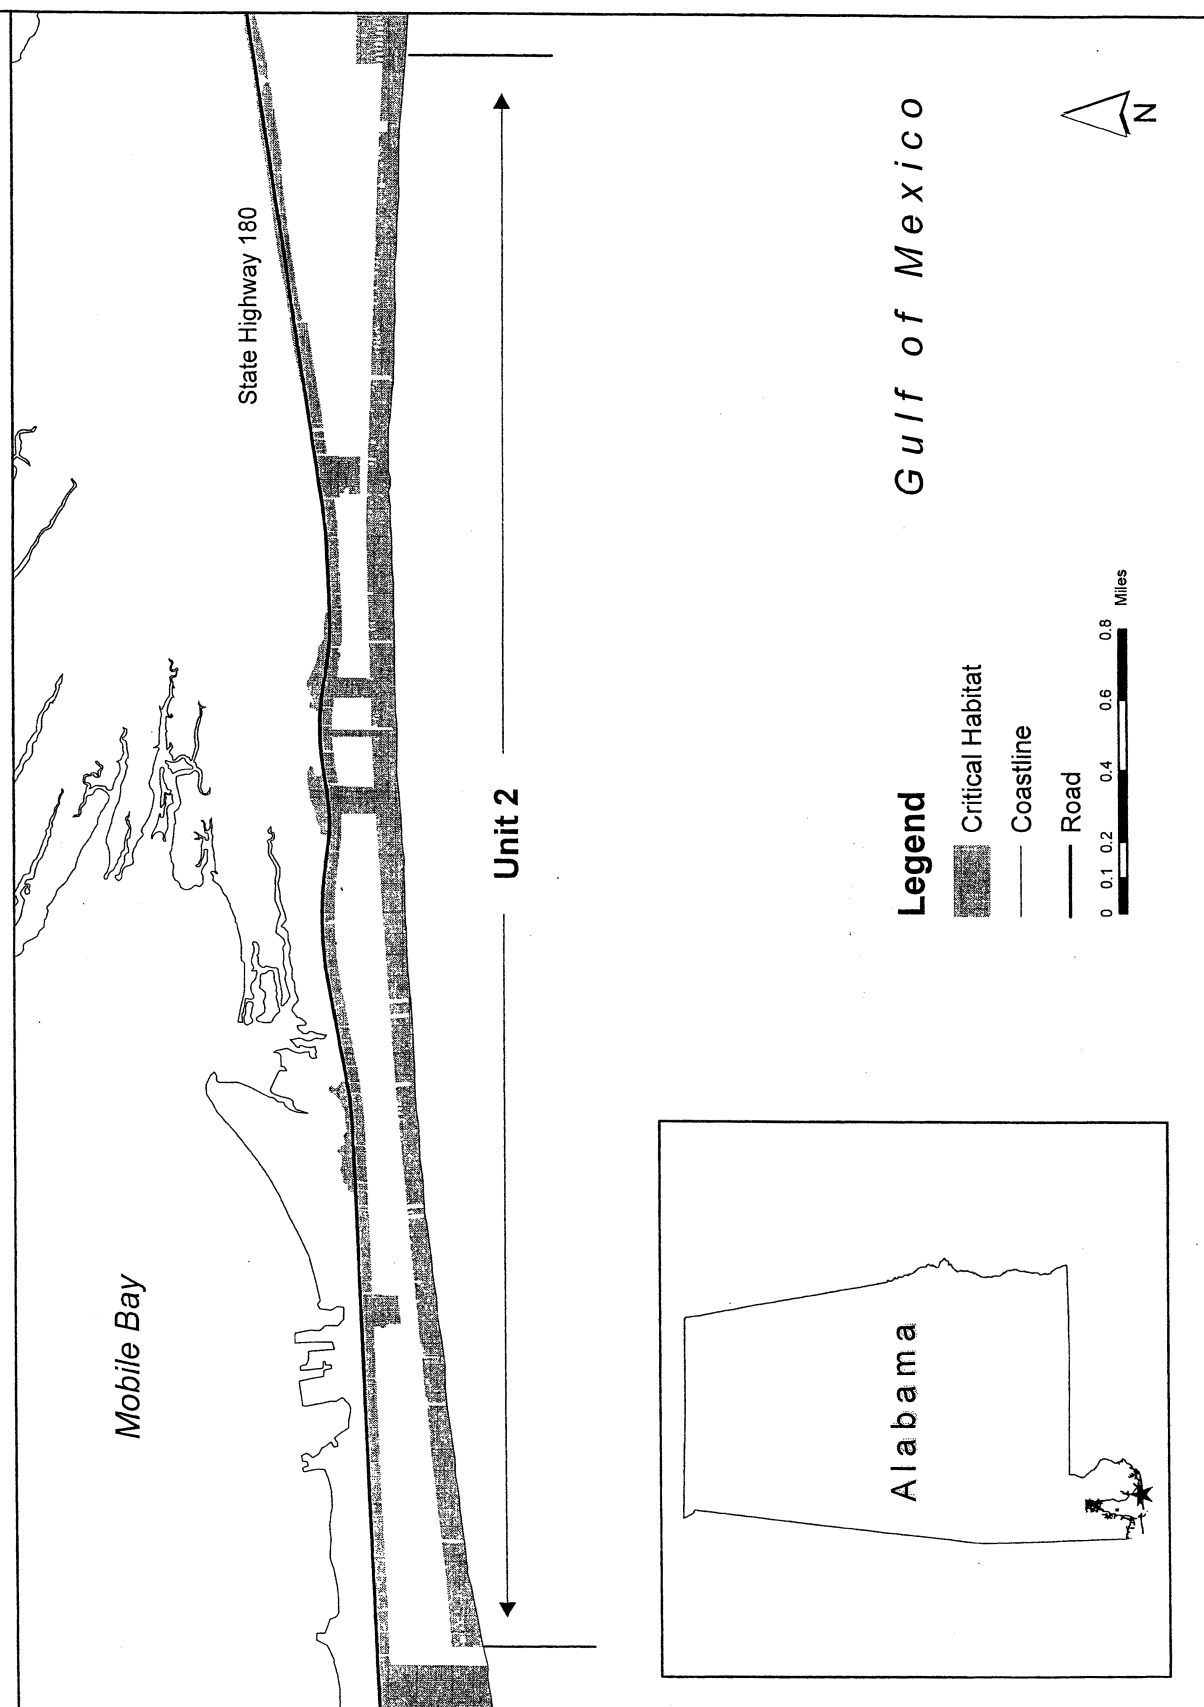 Mobile Bay
State Highway 180
Unit 2
Gulf of Mexico
Legend
Critical Habitat
Coastline
Road
0 0.1 0.2 0.4 0.6 0.8
Miles
N
Alabama